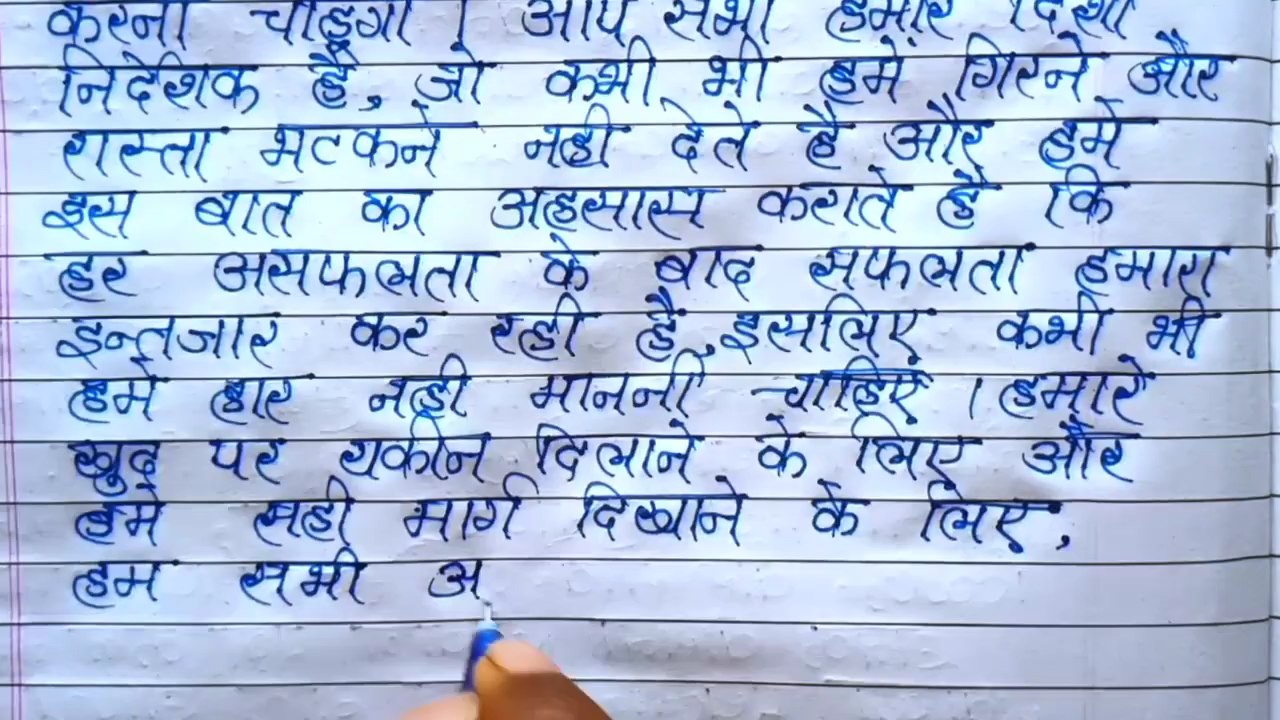 करना चाहूंगा। आप सभी हमारे दिशा
निर्देशक है, जो कभी भी हमें गिरने और
रास्ता भटकने नही देते है और हमे
इस बात का अहसास कराते है कि
हर असफलता के बाद सफलता हमारा
इन्तजार कर रही है,इसलिए कभी भी
हमे हार नही माननी चाहिए। हमारे
खुद पर यकीन दिलाने के लिए और
हमे सही मार्ग दिखाने के लिए,
हम सभी अ